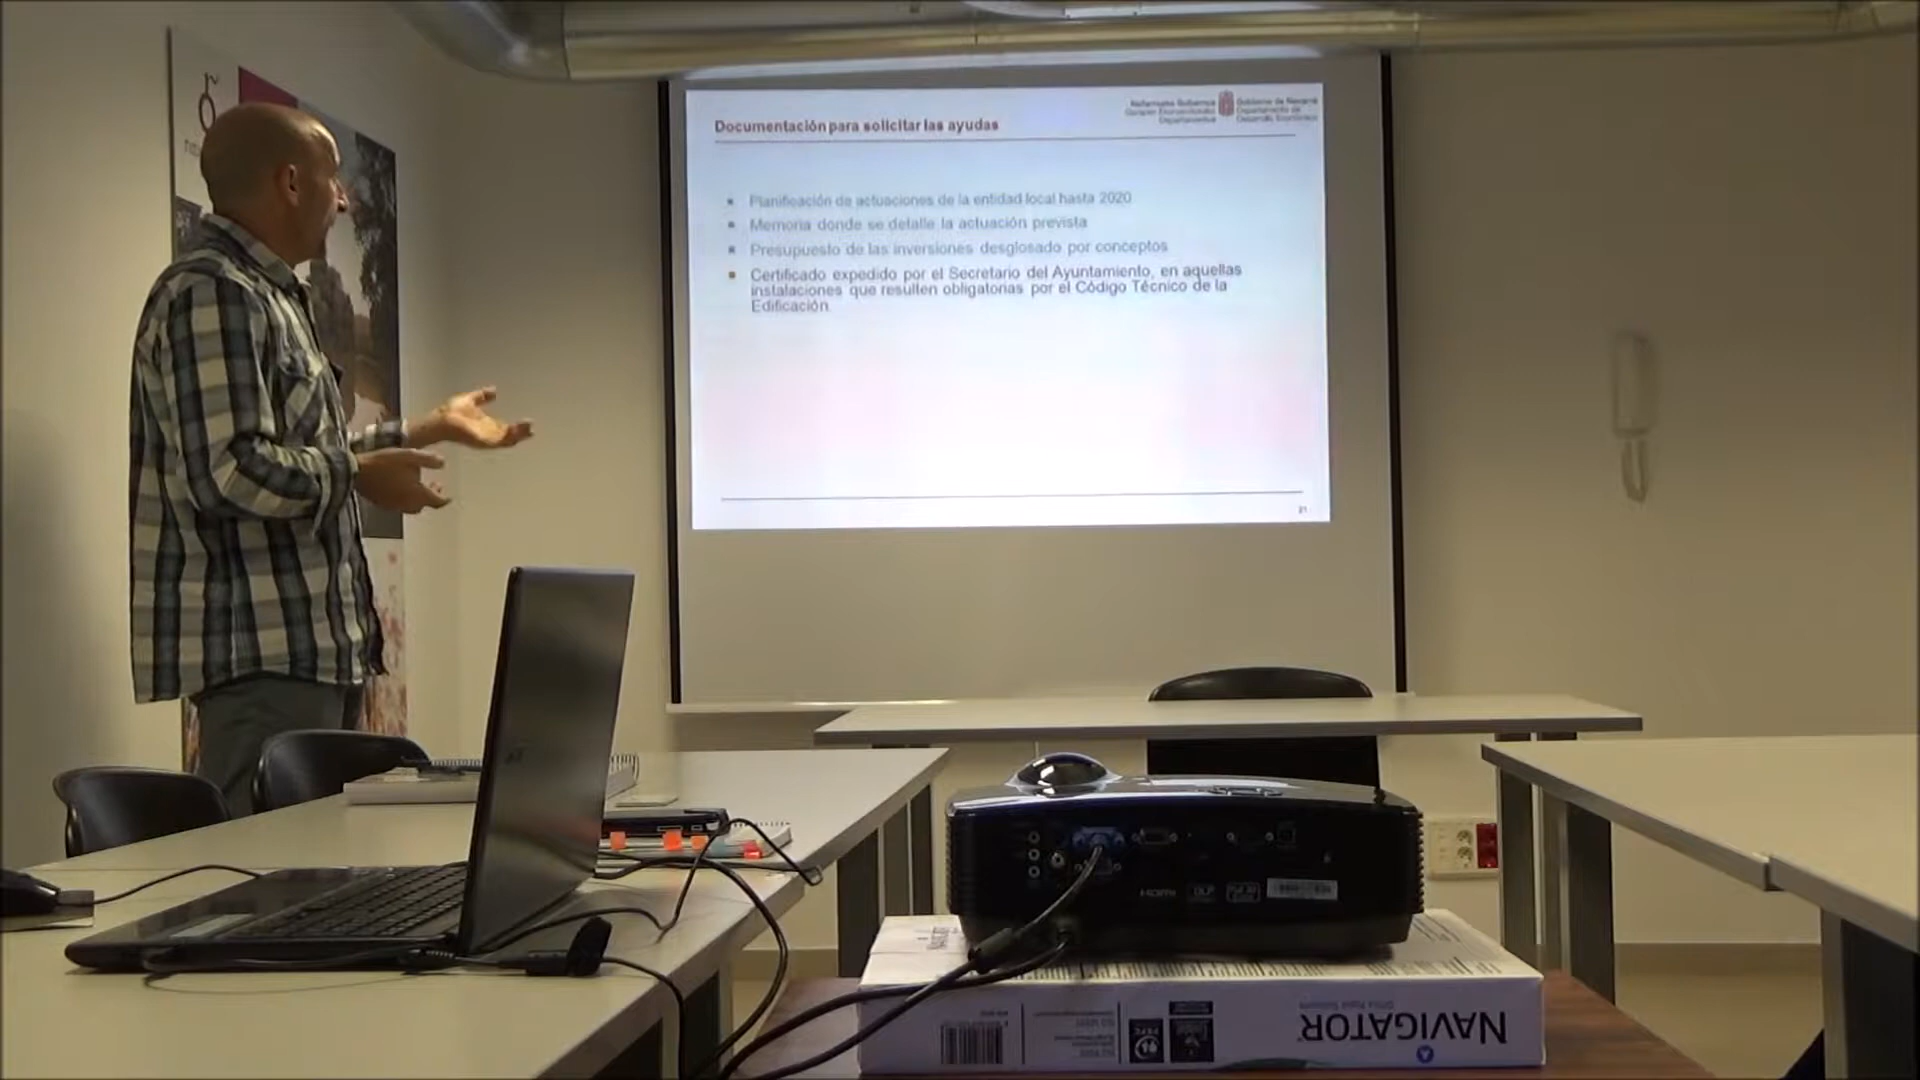 Documentación para solicitar las ayudas
Nafarroako Gobernua
Garapen Ekonomikorako
Departamentua
Gobierno de Navarra
Departamento de
Desarrollo Económico
Planificación de actuaciones de la entidad local hasta 2020
Memoria donde se detalle la actuación prevista
Presupuesto de las inversiones desglosado por conceptos
Certificado expedido por el Secretario del Ayuntamiento, en aquellas
instalaciones que resulten obligatorias por el Código Técnico de la
Edificación
21
HDMI
DLP
NAVIGATOR